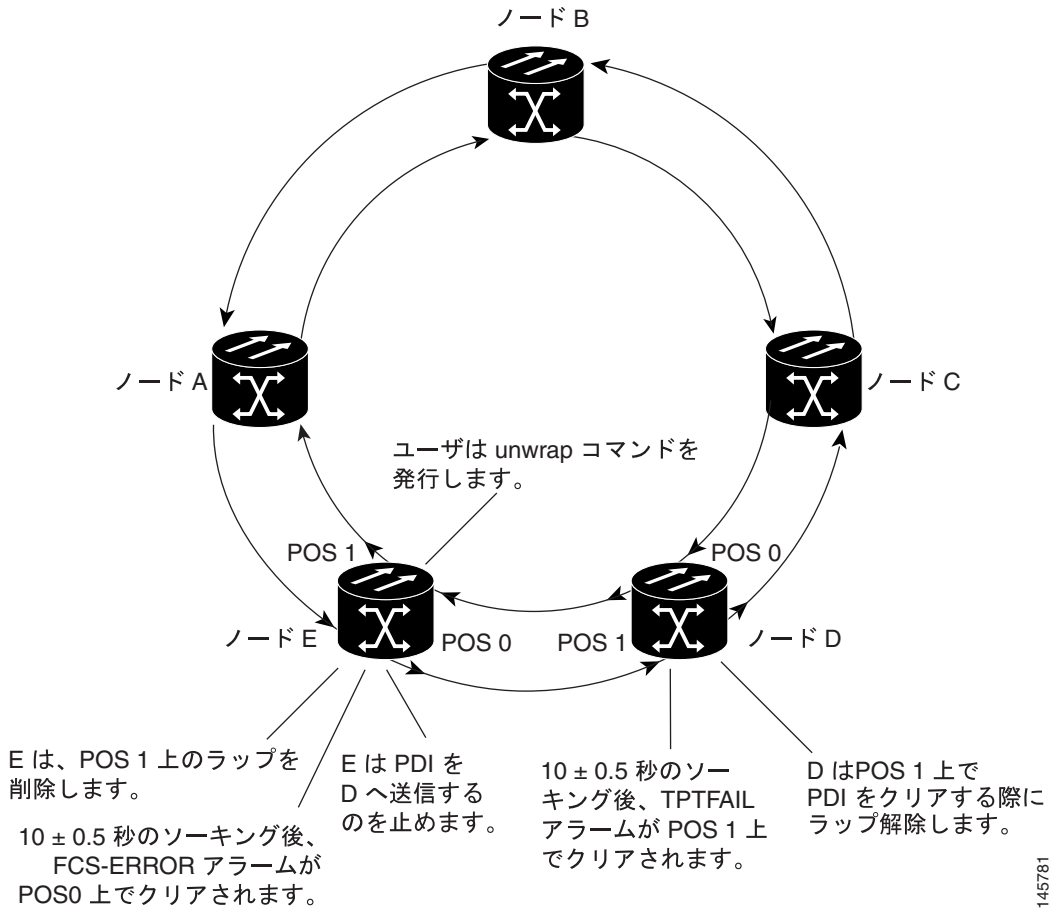 ノード B
ノード A
ノード C
ユーザは unwrap コマンドを
発行します。
POS 1
POS 0
ノード E
POS 0
POS 1
ノード D
E は、POS 1 上のラップを
削除します。
10 ± 0.5 秒のソーキング後、
FCS-ERROR アラームが
POS0 上でクリアされます。
E は PDI を
D へ送信する
のを止めます。
10 ± 0.5 秒のソー
キング後、TPTFAIL
アラームが POS 1 上
でクリアされます。
D はPOS 1 上で
PDI をクリアする際に
ラップ解除します。
145781